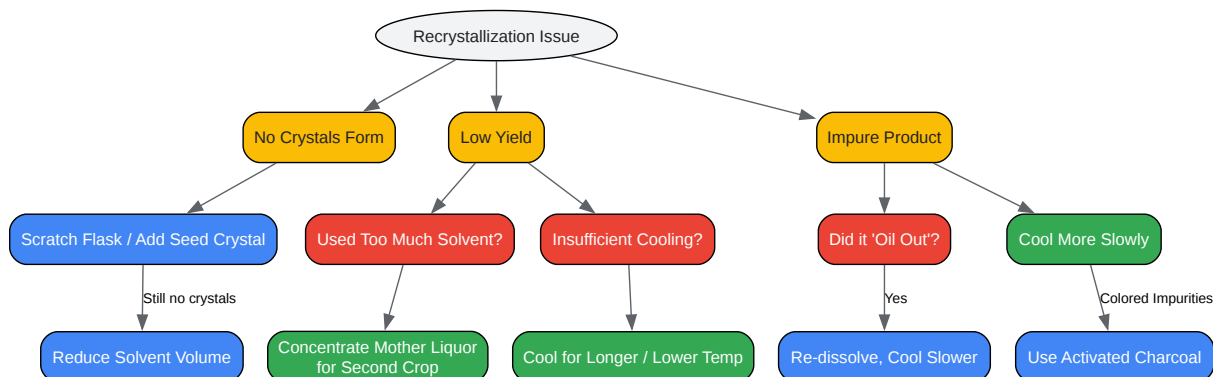 Recrystallization Issue
No Crystals Form
Low Yield
Impure Product
Scratch Flask / Add Seed Crystal
Used Too Much Solvent?
Insufficient Cooling?
Did it 'Oil Out'?
Cool More Slowly
Still no crystals
Yes
Colored Impurities
Reduce Solvent Volume
Concentrate Mother Liquor
for Second Crop
Cool for Longer / Lower Temp
Re-dissolve, Cool Slower
Use Activated Charcoal